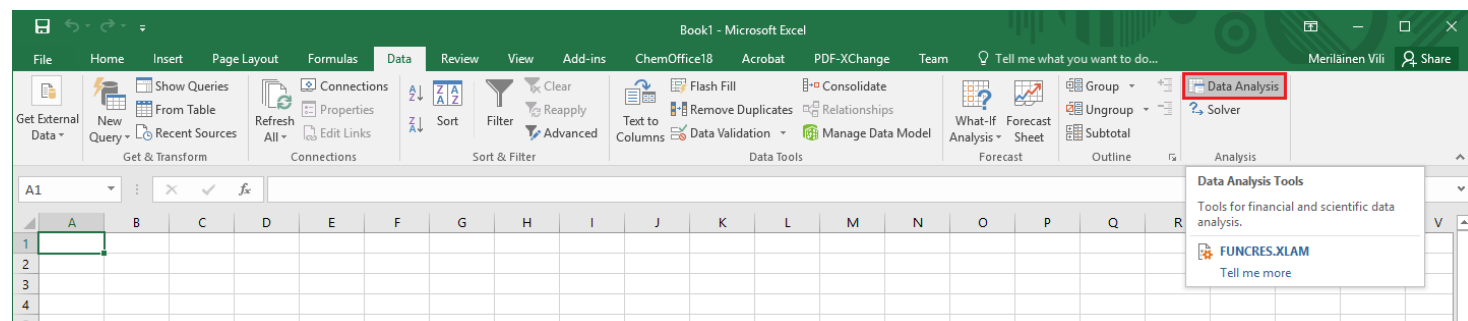 Book1 - Microsoft Excel
File Home Insert Page Layout Formulas Data Review View Add-ins ChemOffice18 Acrobat PDF-XChange Team Tell me what you want to do... Meriläinen Vili Share
Get External Data
New Query
Show Queries
From Table
Recent Sources
Get & Transform
Refresh All
Connections
Properties
Edit Links
Connections
Sort
Filter
Clear
Reapply
Advanced
Sort & Filter
Text to Columns
Flash Fill
Remove Duplicates
Data Validation
Consolidate
Relationships
Manage Data Model
Data Tools
What-If Analysis
Forecast Sheet
Forecast
Group
Ungroup
Subtotal
Outline
Data Analysis
Solver
Analysis
A1 fx
Data Analysis Tools
Tools for financial and scientific data
analysis.
FUNCRES.XLAM
Tell me more
A B C D E F G H I J K L M N O P Q R V
1
2
3
4